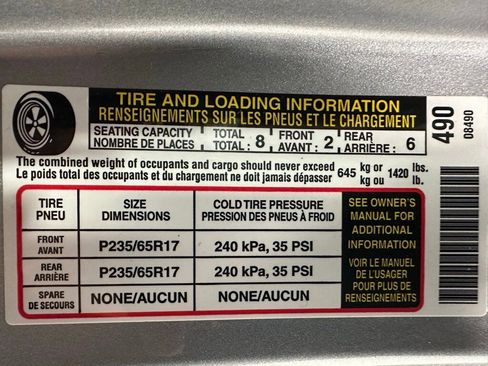 TIRE AND LOADING INFORMATION
RENSEIGNEMENTS SUR LES PNEUS ET LE CHARGEMENT
SEATING CAPACITY TOTAL FRONT REAR
NOMBRE DE PLACES TOTAL : 8 AVANT : 2 ARRIÈRE : 6
The combined weight of occupants and cargo should never exceed 645 kg or 1420 lbs.
Le poids total des occupants et du chargement ne doit jamais dépasser kg ou lb.
TIRE SIZE COLD TIRE PRESSURE
PNEU DIMENSIONS PRESSION DES PNEUS À FROID
FRONT
AVANT P235/65R17 240 kPa, 35 PSI
REAR
ARRIÈRE P235/65R17 240 kPa, 35 PSI
SPARE
DE SECOURS NONE/AUCUN NONE/AUCUN
SEE OWNER'S
MANUAL FOR
ADDITIONAL
INFORMATION
VOIR LE MANUEL
DE L'USAGER
POUR PLUS DE
RENSEIGNEMENTS
490
08490